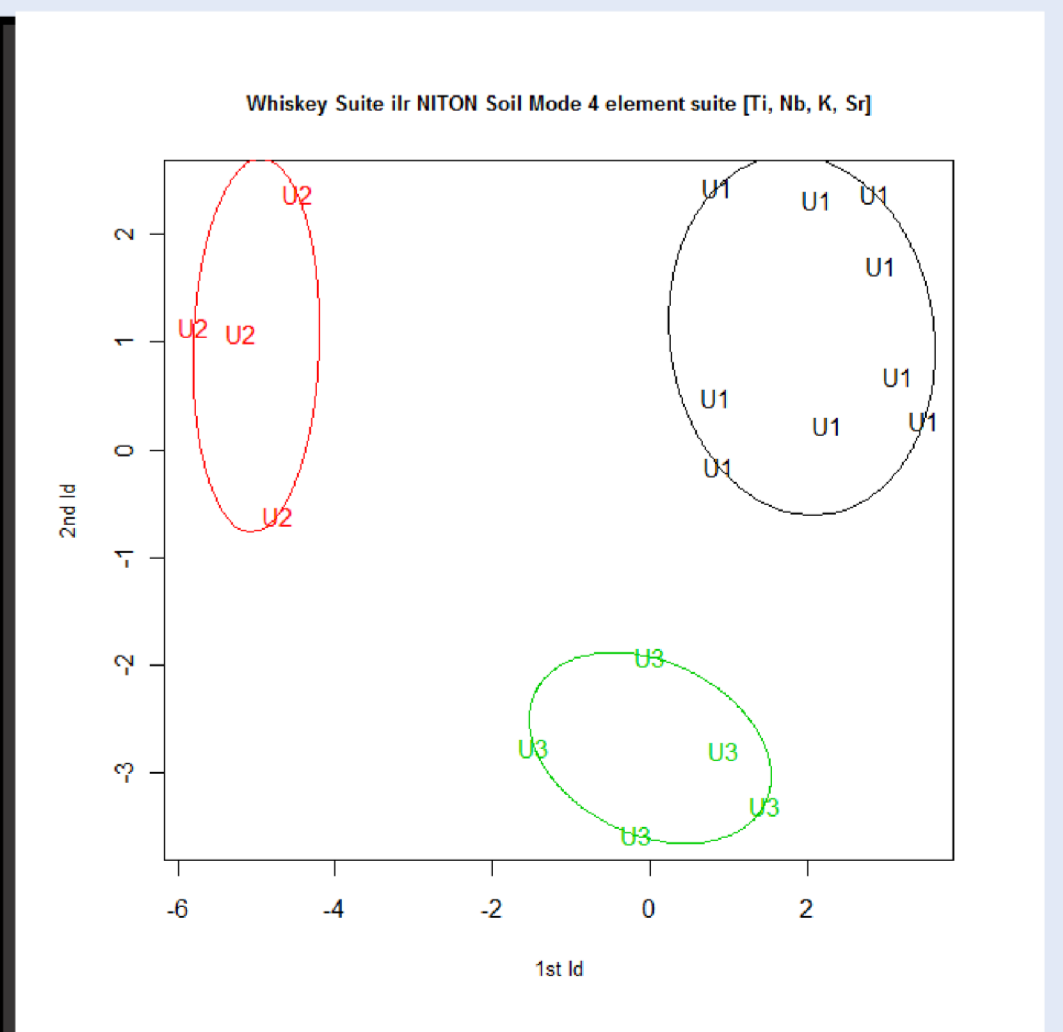 Whiskey Suite ilr NITON Soil Mode 4 element suite [Ti, Nb, K, Sr]
2
U2
U1
U1
U1
U1
1
U2
U2
U1
U1
0
U1
U1
U1
2nd ld
U2
-1
-2
U3
-3
U3
U3
U3
U3
-6
-4
-2
0
2
1st ld